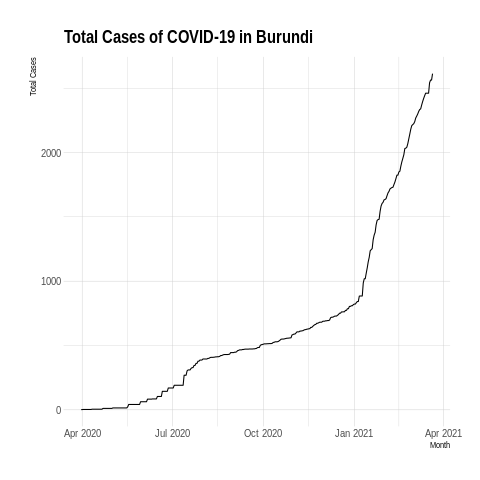 Total Cases of COVID-19 in Burundi
Total Cases
2000
1000
0
Apr 2020 Jul 2020 Oct 2020 Jan 2021 Apr 2021
Month